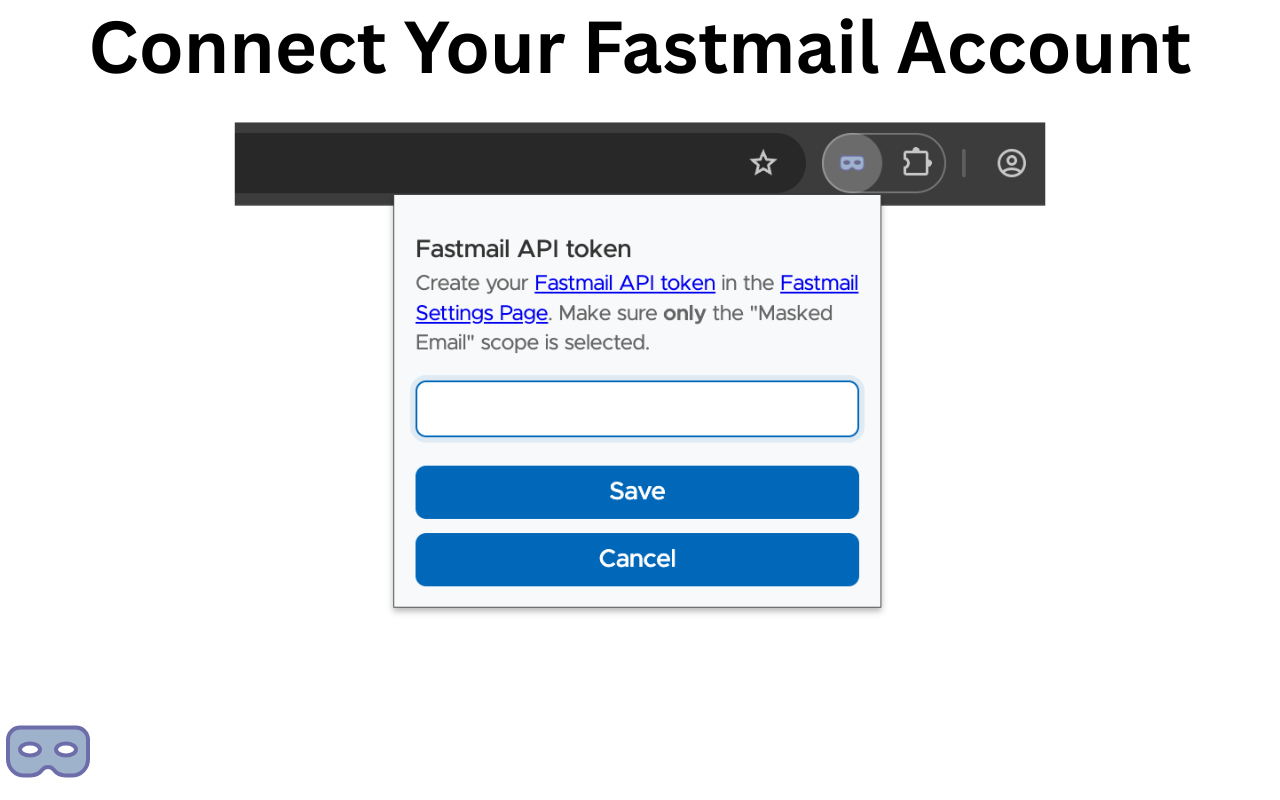 Connect Your Fastmail Account
Fastmail API token
Create your Fastmail API token in the Fastmail
Settings Page. Make sure only the "Masked
Email" scope is selected.
Save
Cancel